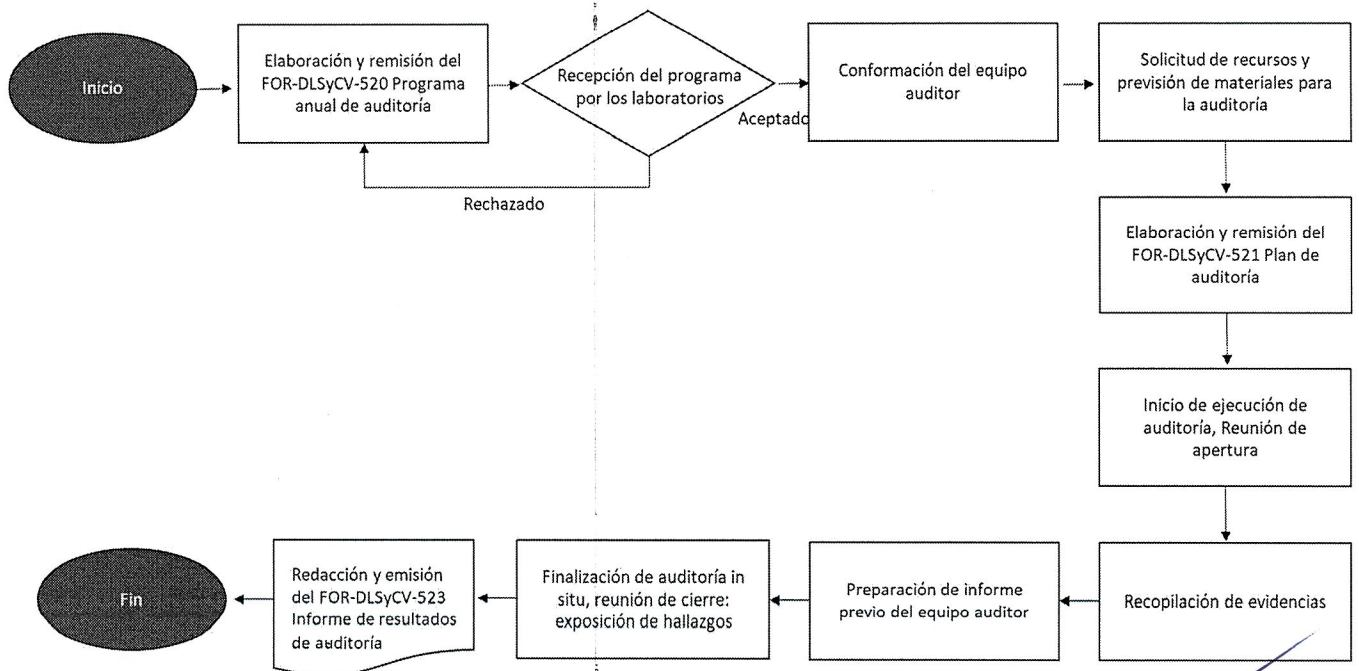 Inicio
Elaboración y remisión del
FOR-DLSyCV-520 Programa
anual de auditoría
Recepción del programa
por los laboratorios
Aceptado
Rechazado
Conformación del equipo
auditor
Solicitud de recursos y
previsión de materiales para
la auditoría
Elaboración y remisión del
FOR-DLSyCV-521 Plan de
auditoría
Inicio de ejecución de
auditoría, Reunión de
apertura
Recopilación de evidencias
Preparación de informe
previo del equipo auditor
Finalización de auditoría in
situ, reunión de cierre:
exposición de hallazgos
Redacción y emisión
del FOR-DLSyCV-523
Informe de resultados
de auditoría
Fin